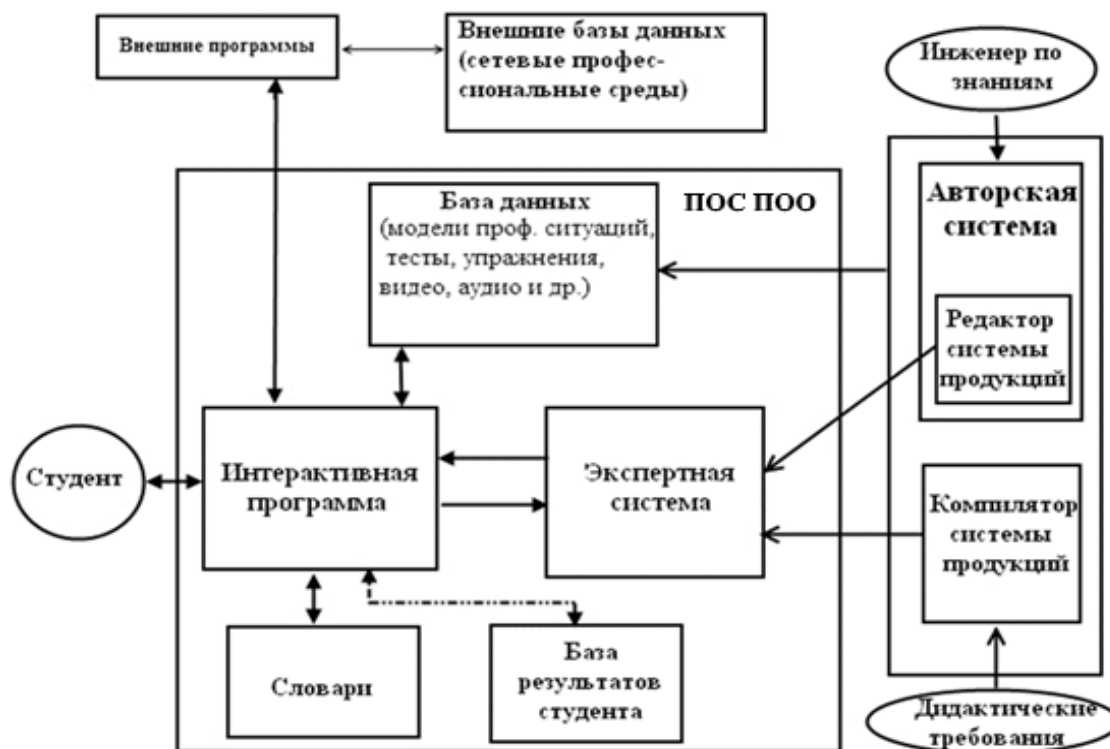 Внешние программы
Внешние базы данных
(сетевые профес-
сиональные среды)
Инженер по
знаниям
ПОС ПОО
База данных
(модели проф. ситуаций,
тесты, упражнения,
видео, аудио и др.)
Авторская
система
Редактор
системы
продукций
Студент
Интерактивная
программа
Экспертная
система
Компилятор
системы
продукций
Словари
База
результатов
студента
Дидактические
требования